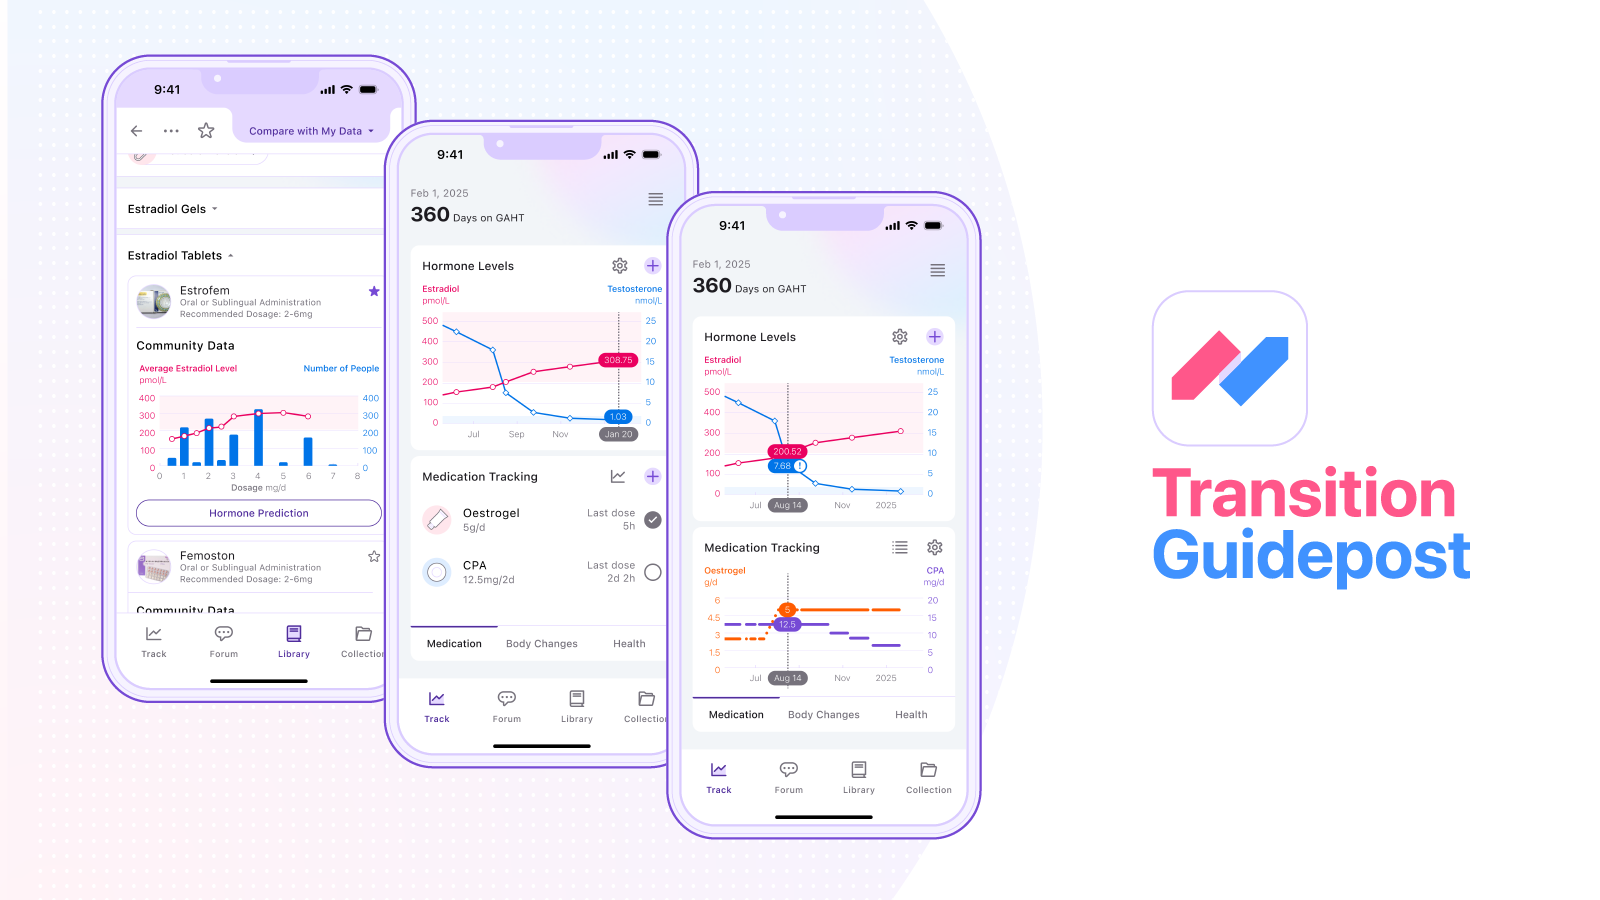 9:41
Compare with My Data
Estradiol Gels
Estradiol Tablets
Estrofem
Oral or Sublingual Administration
Recommended Dosage: 2-6mg
Community Data
Average Estradiol Level
Number of People
pmol/L
400
300
200
100
0
400
300
200
100
0
0 1 2 3 4 5 6 7 8
Dosage mg/d
Hormone Prediction
Femoston
Oral or Sublingual Administration
Recommended Dosage: 2-6mg
Community Data
Track
Forum
Library
Collection
9:41
Feb 1, 2025
360 Days on GAHT
Hormone Levels
Estradiol
Testosterone
pmol/L
nmol/L
500
400
300
200
100
0
25
20
15
10
5
0
308.75
1.03
Jul Sep Nov Jan 20
Medication Tracking
Oestrogel
5g/d
Last dose
5h
CPA
12.5mg/2d
Last dose
2d 2h
Medication
Body Changes
Health
Track
Forum
Library
Collection
9:41
Feb 1, 2025
360 Days on GAHT
Hormone Levels
Estradiol
Testosterone
pmol/L
nmol/L
500
400
300
200
100
0
25
20
15
10
5
0
200.52
7.68 !
Jul Aug 14 Nov 2025
Medication Tracking
Oestrogel
CPA
g/d
mg/d
6
4.5
3
1.5
0
20
15
10
5
0
5
12.5
Jul Aug 14 Nov 2025
Medication
Body Changes
Health
Track
Forum
Library
Collection
Transition
Guidepost